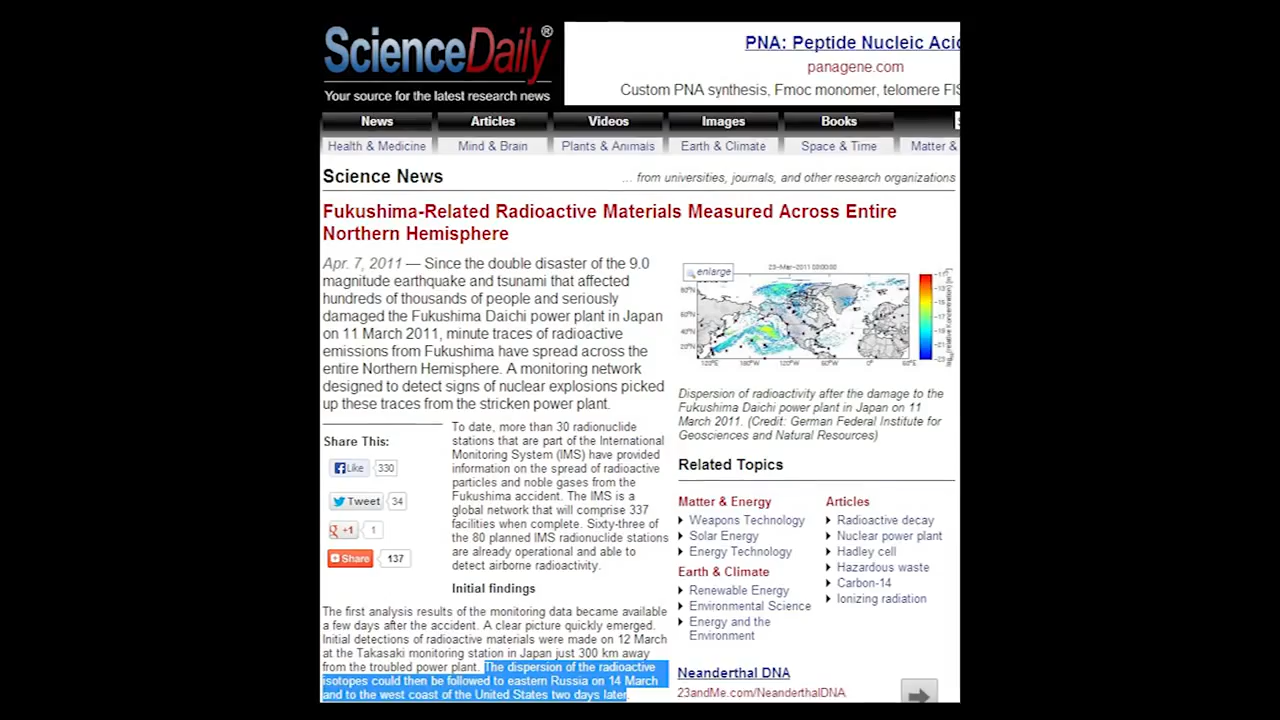 ScienceDaily®
Your source for the latest research news
PNA: Peptide Nucleic Acid
panagene.com
Custom PNA synthesis, Fmoc monomer, telomere FIS
News
Articles
Videos
Images
Books
Health & Medicine
Mind & Brain
Plants & Animals
Earth & Climate
Space & Time
Matter &
Science News
... from universities, journals, and other research organizations
Fukushima-Related Radioactive Materials Measured Across Entire
Northern Hemisphere
Apr. 7, 2011 — Since the double disaster of the 9.0
magnitude earthquake and tsunami that affected
hundreds of thousands of people and seriously
damaged the Fukushima Daichi power plant in Japan
on 11 March 2011, minute traces of radioactive
emissions from Fukushima have spread across the
entire Northern Hemisphere. A monitoring network
designed to detect signs of nuclear explosions picked
up these traces from the stricken power plant.
Share This:
Like 330
Tweet 34
+1 1
Share 137
To date, more than 30 radionuclide
stations that are part of the International
Monitoring System (IMS) have provided
information on the spread of radioactive
particles and noble gases from the
Fukushima accident. The IMS is a
global network that will comprise 337
facilities when complete. Sixty-three of
the 80 planned IMS radionuclide stations
are already operational and able to
detect airborne radioactivity.
Initial findings
The first analysis results of the monitoring data became available
a few days after the accident. A clear picture quickly emerged.
Initial detections of radioactive materials were made on 12 March
at the Takasaki monitoring station in Japan just 300 km away
from the troubled power plant. The dispersion of the radioactive
isotopes could then be followed to eastern Russia on 14 March
and to the west coast of the United States two days later.
enlarge
23-Mar-2011 00:00:00
Dispersion of radioactivity after the damage to the
Fukushima Daichi power plant in Japan on 11
March 2011. (Credit: German Federal Institute for
Geosciences and Natural Resources)
Related Topics
Matter & Energy
Weapons Technology
Solar Energy
Energy Technology
Earth & Climate
Renewable Energy
Environmental Science
Energy and the
Environment
Articles
Radioactive decay
Nuclear power plant
Hadley cell
Hazardous waste
Carbon-14
Ionizing radiation
Neanderthal DNA
23andMe.com/NeanderthalDNA